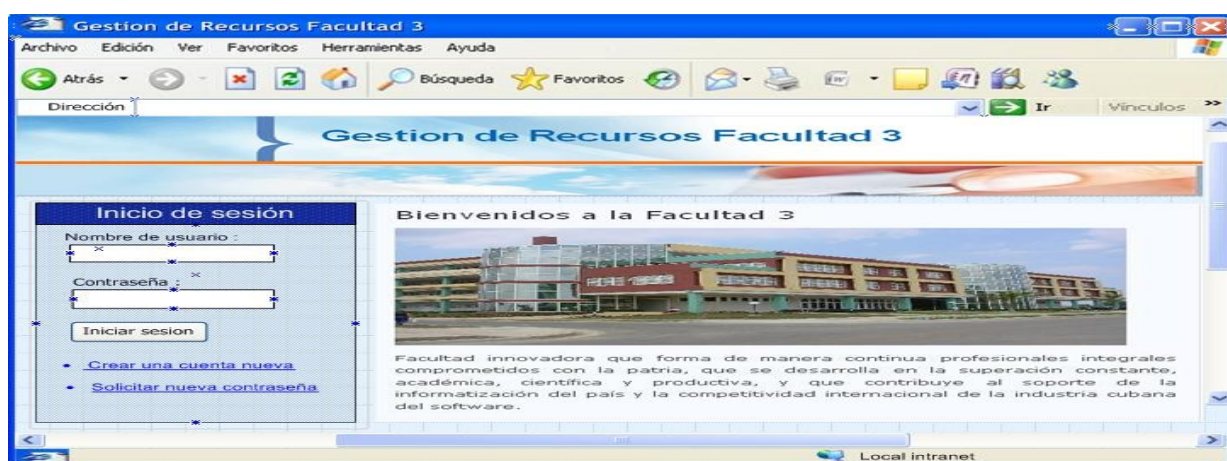 Gestion de Recursos Facultad 3
Archivo Edición Ver Favoritos Herramientas Ayuda
Atrás Búsqueda Favoritos
Dirección Ir Vínculos
Gestion de Recursos Facultad 3
Inicio de sesión
Nombre de usuario :
Contraseña :
Iniciar sesion
Crear una cuenta nueva
Solicitar nueva contraseña
Bienvenidos a la Facultad 3
Facultad innovadora que forma de manera continua profesionales integrales
comprometidos con la patria, que se desarrolla en la superación constante,
académica, científica y productiva, y que contribuye al soporte de la
informatización del país y la competitividad internacional de la industria cubana
del software.
Local intranet